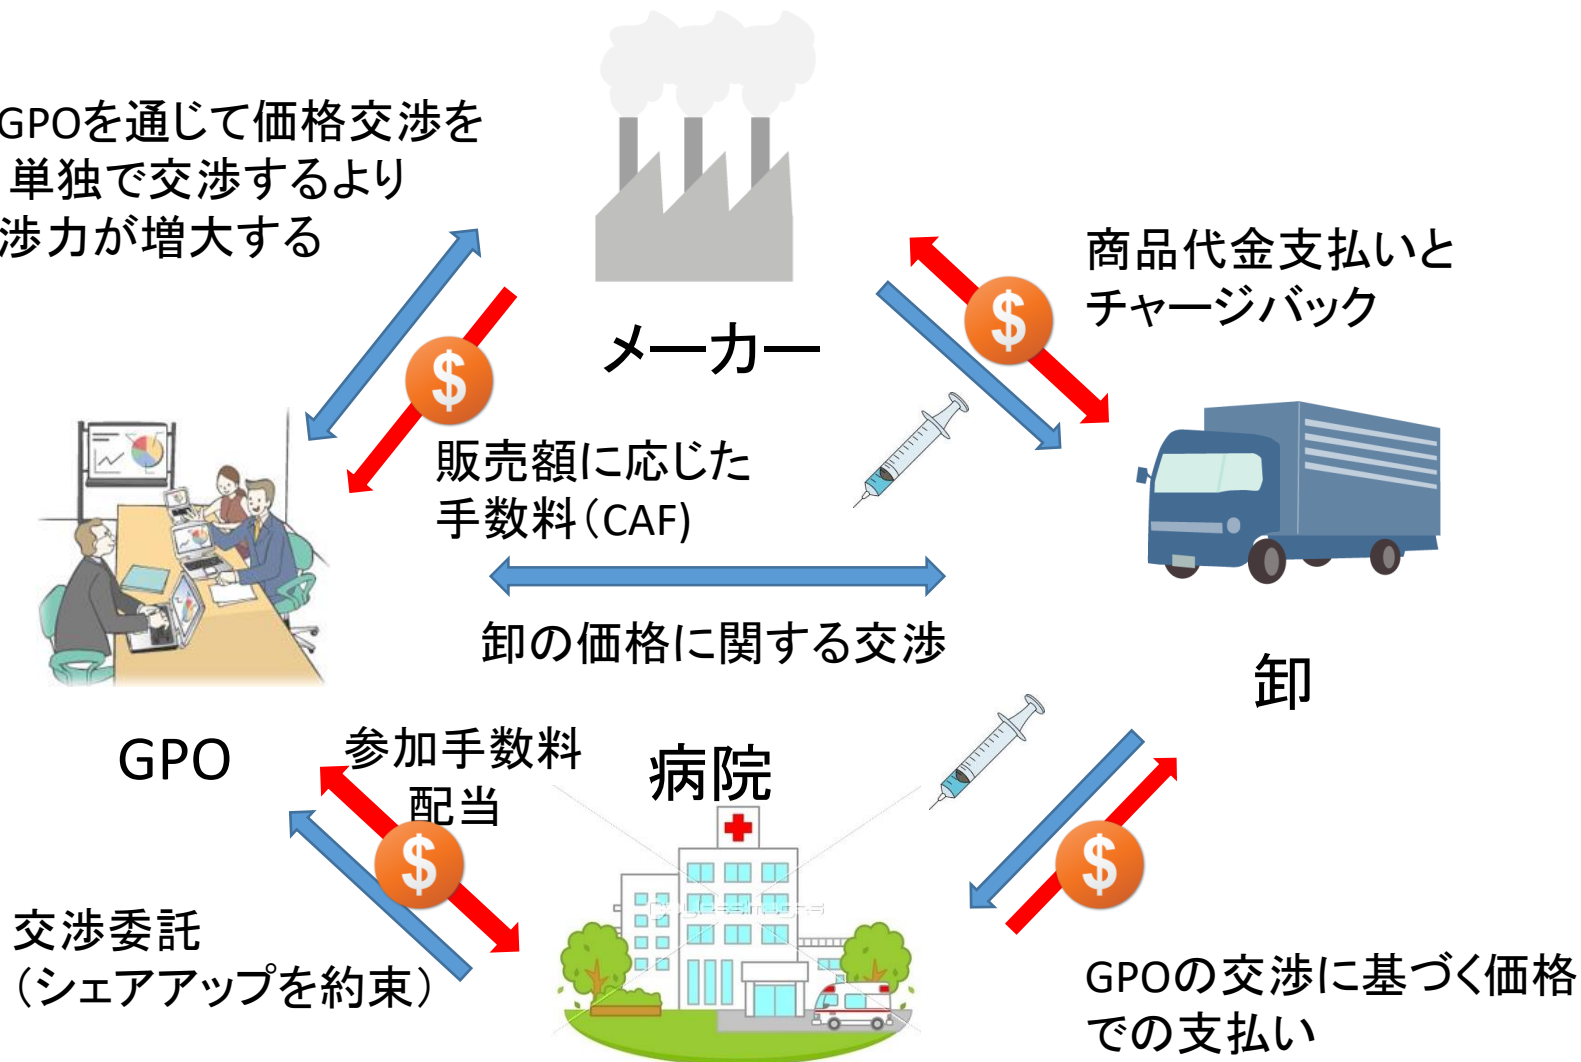 GPOを通じて価格交渉を
単独で交渉するより
渉力が増大する
メーカー
商品代金支払いと
チャージバック
$
$
販売額に応じた
手数料（CAF)
卸の価格に関する交渉
卸
GPO
参加手数料
配当
病院
$
$
交渉委託
（シェアアップを約束）
GPOの交渉に基づく価格
での支払い